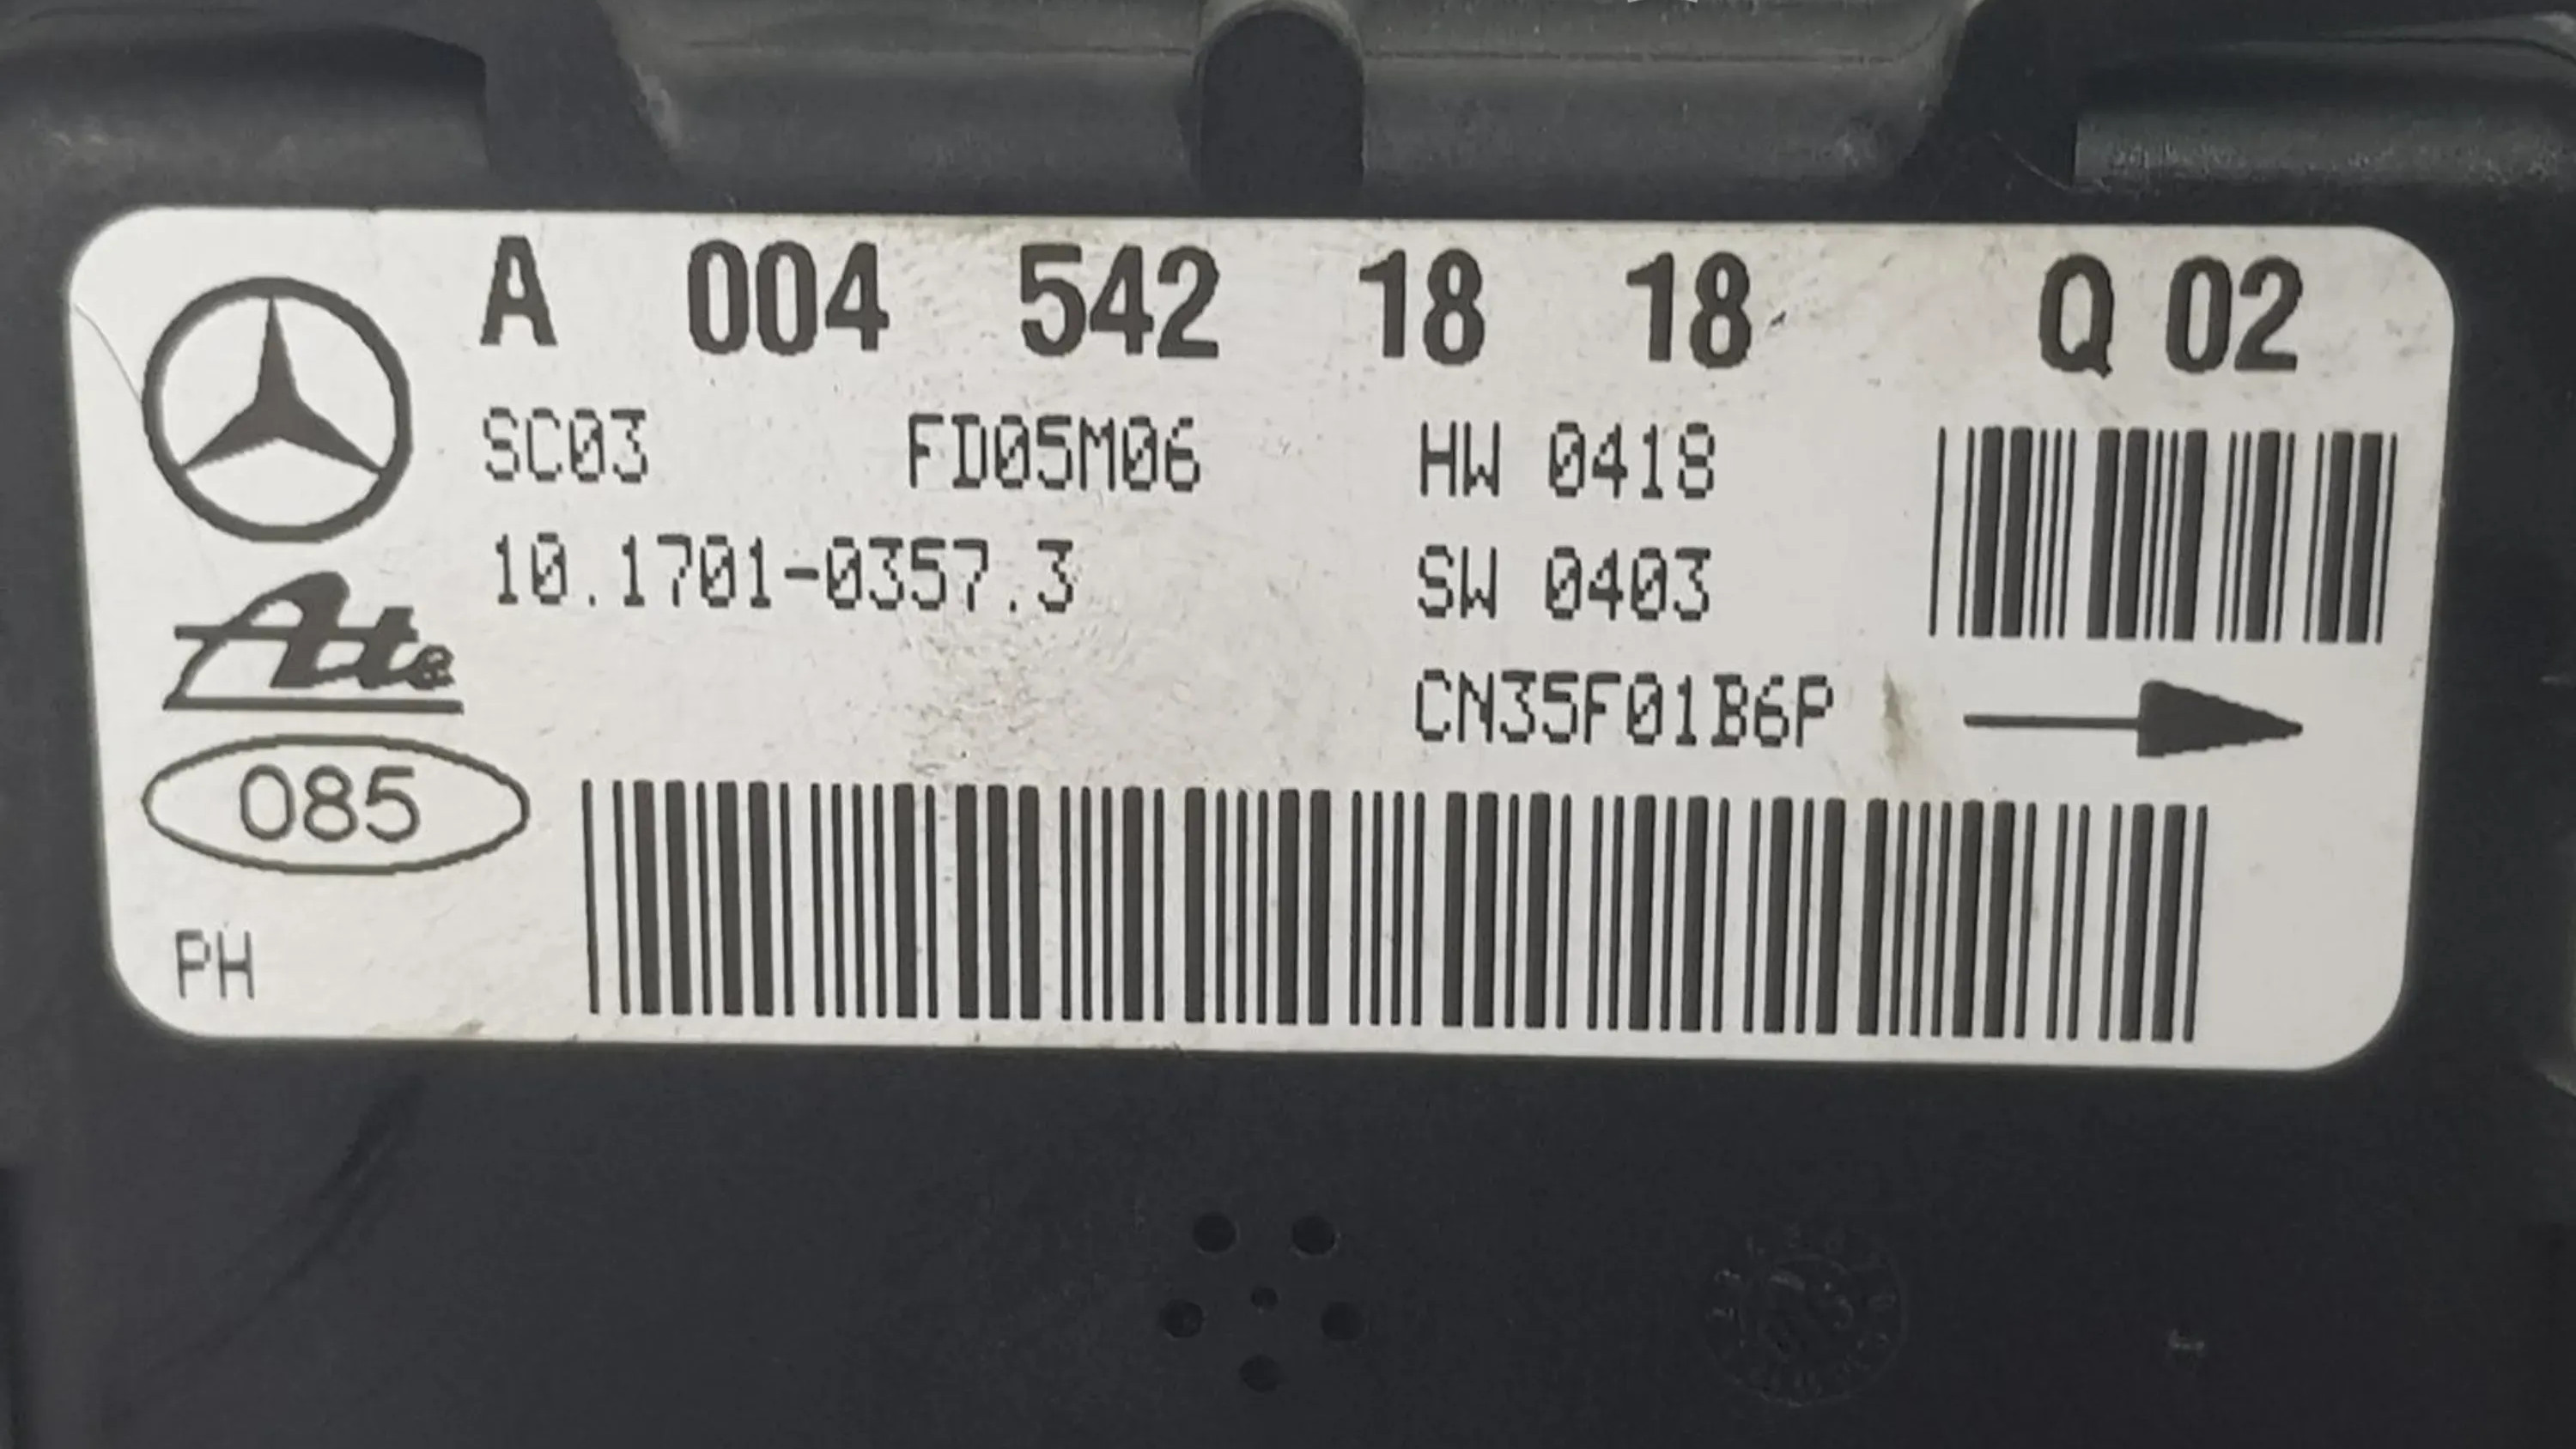 A 004 542 18 18 Q 02
SC03 FD05M06 HW 0418
10.1701-0357.3 SW 0403
Ate
CN35F01B6P
085
PH